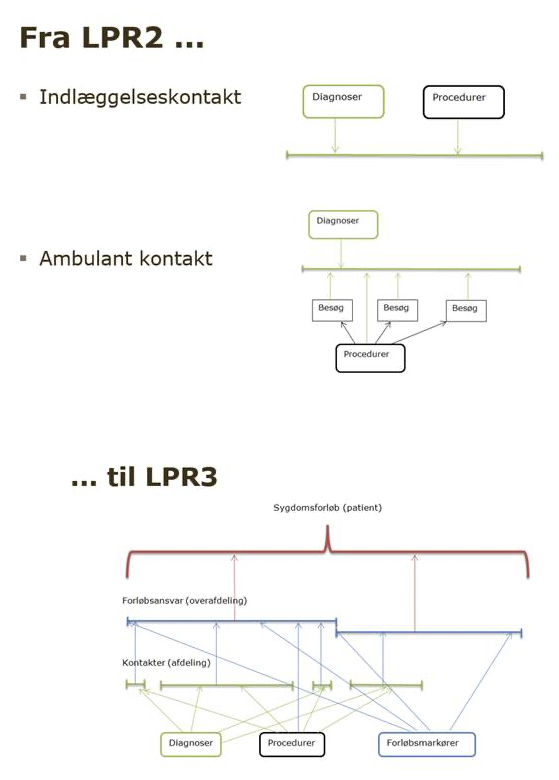 Fra LPR2 ...
▪ Indlæggelseskontakt
Diagnoser
Procedurer
Diagnoser
▪ Ambulant kontakt
Besøg
Besøg
Besøg
Procedurer
... til LPR3
Sygdomsforløb (patient)
Forløbsansvar (overafdeling)
Kontakter (afdeling)
Diagnoser
Procedurer
Forløbsmarkører